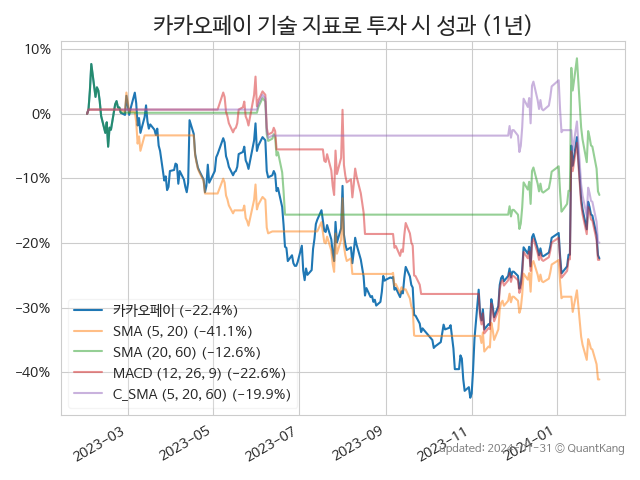 카카오페이 기술 지표로 투자 시 성과 (1년)
10%
0%
−10%
−20%
−30%
−40%
카카오페이 (−22.4%)
SMA (5, 20) (−41.1%)
SMA (20, 60) (−12.6%)
MACD (12, 26, 9) (−22.6%)
C_SMA (5, 20, 60) (−19.9%)
2023−03
2023−05
2023−07
2023−09
2023−11
2024−01
updated: 2024-01-31 © QuantKang